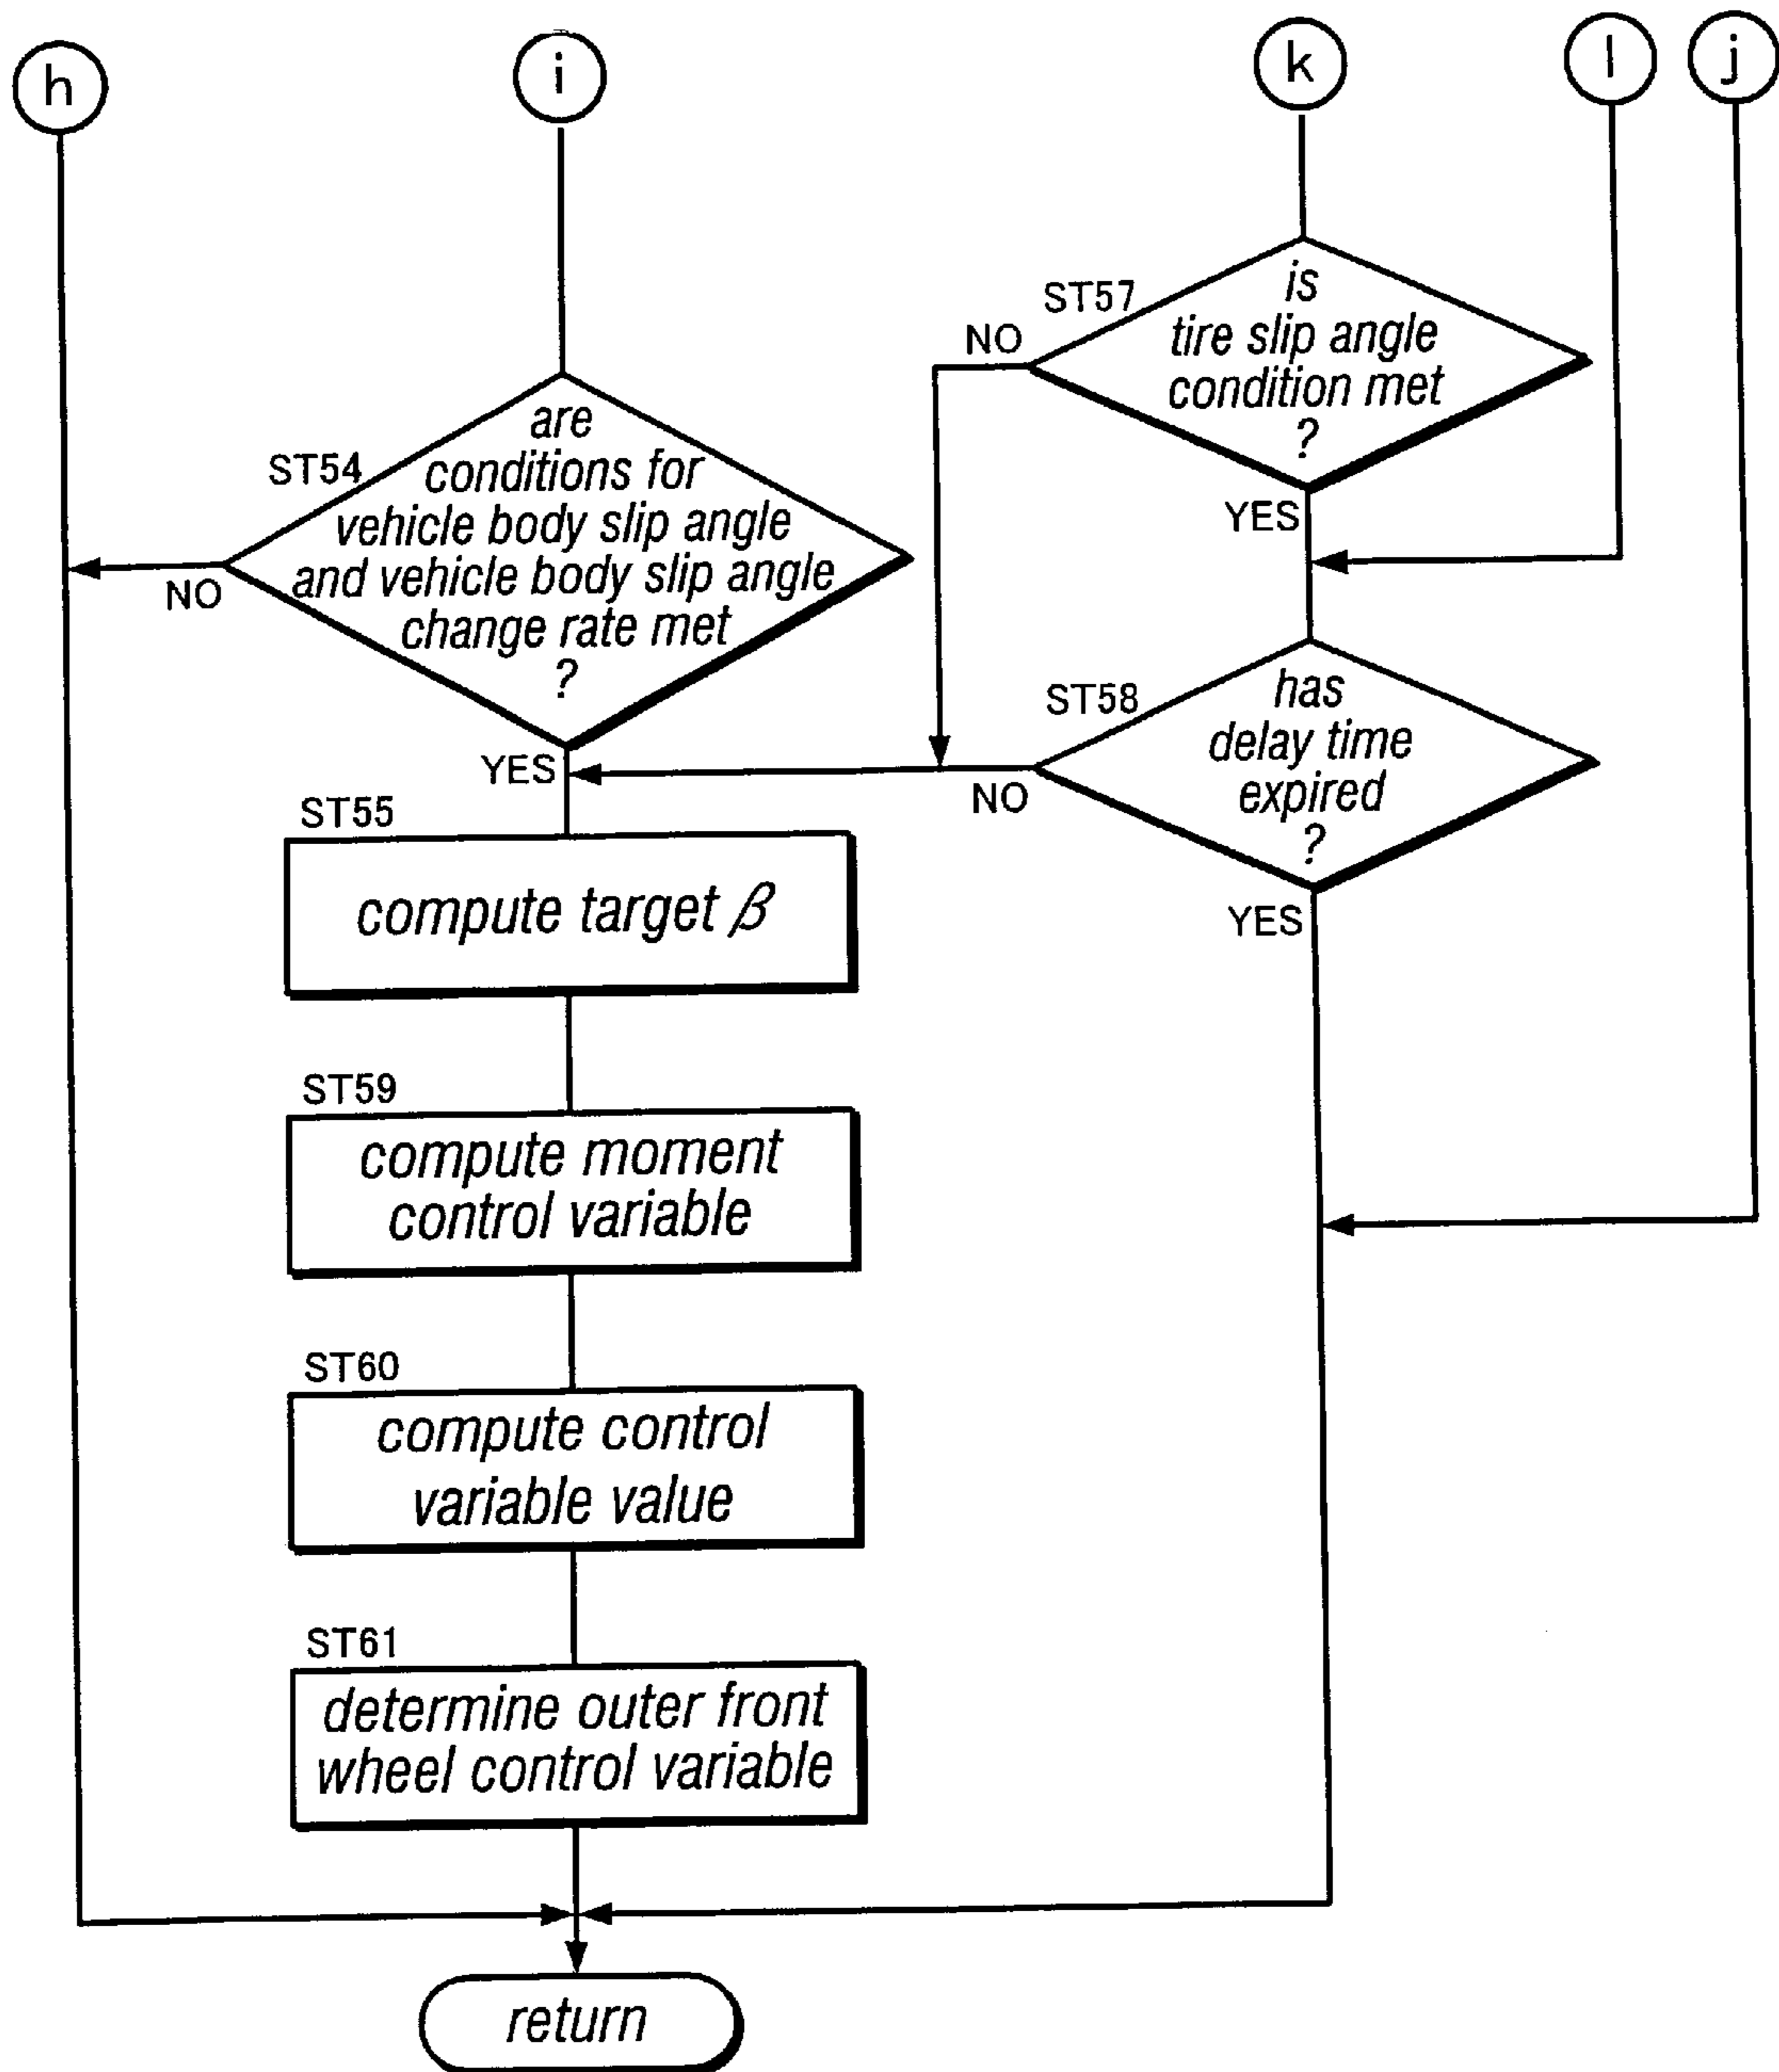 h
i
k
l
j
ST57
is
tire slip angle
condition met
?
NO
YES
ST54
are
conditions for
vehicle body slip angle
and vehicle body slip angle
change rate met
?
NO
YES
ST58
has
delay time
expired
?
NO
YES
ST55
compute target β
ST59
compute moment
control variable
ST60
compute control
variable value
ST61
determine outer front
wheel control variable
return